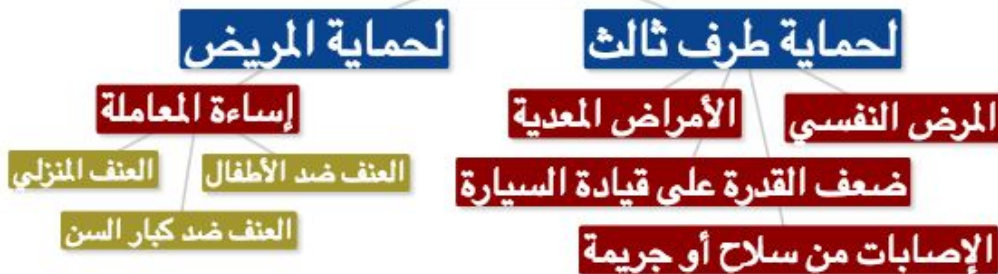 لحماية طرف ثالث
لحماية المريض
المرض النفسي
الأمراض المعدية
إساءة المعاملة
ضعف القدرة على قيادة السيارة
العنف ضد الأطفال
العنف المنزلي
العنف ضد كبار السن
الإصابات من سلاح أو جريمة